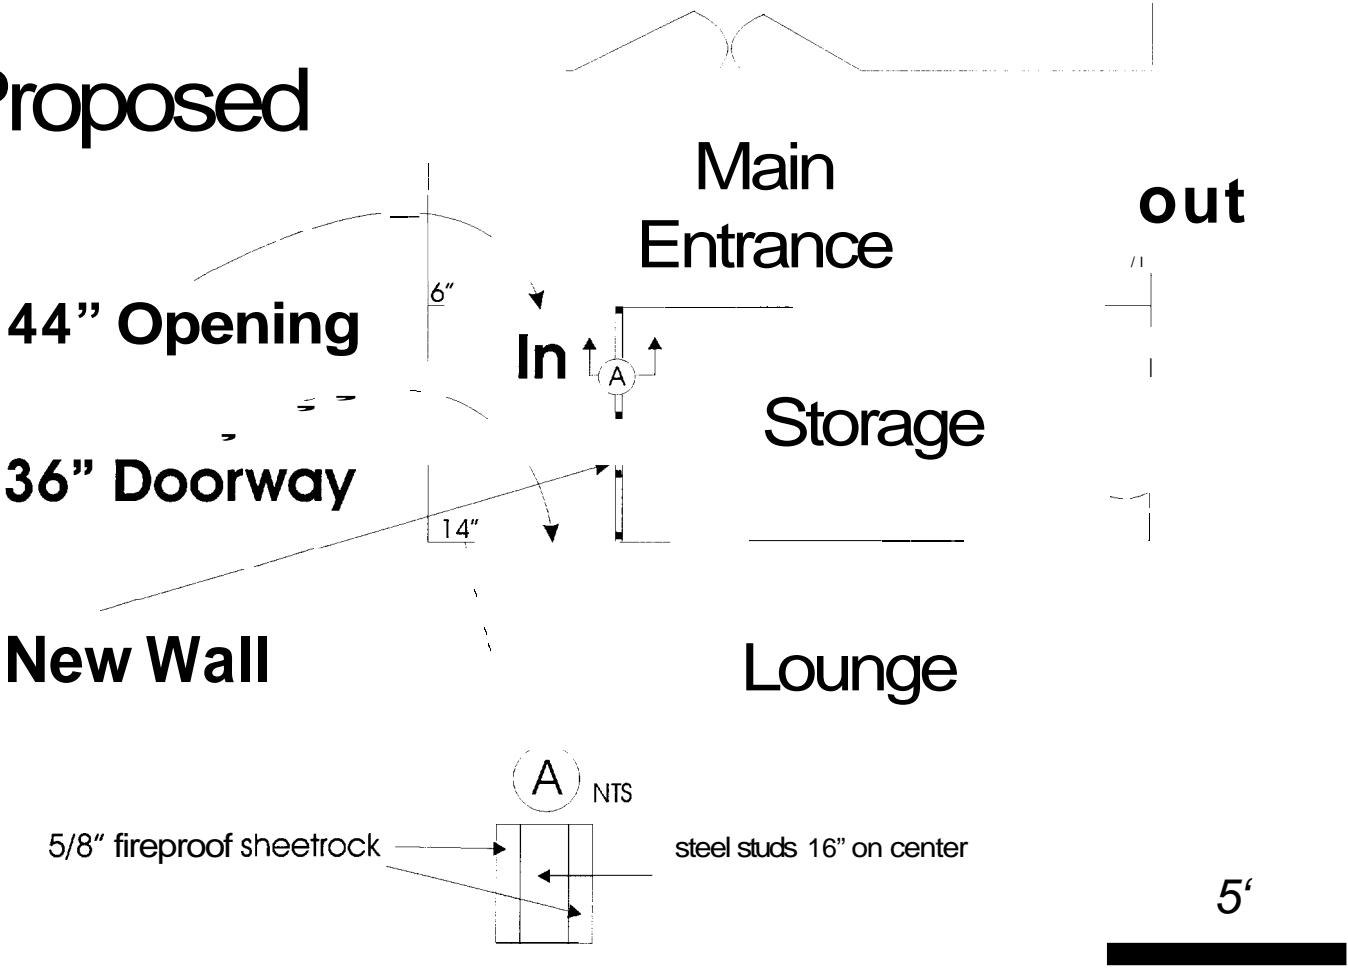 Proposed
Main
Entrance
out
6”
44” Opening
In
A
Storage
36” Doorway
14”
New Wall
Lounge
A
NTS
5/8” fireproof sheetrock
steel studs 16” on center
5‘